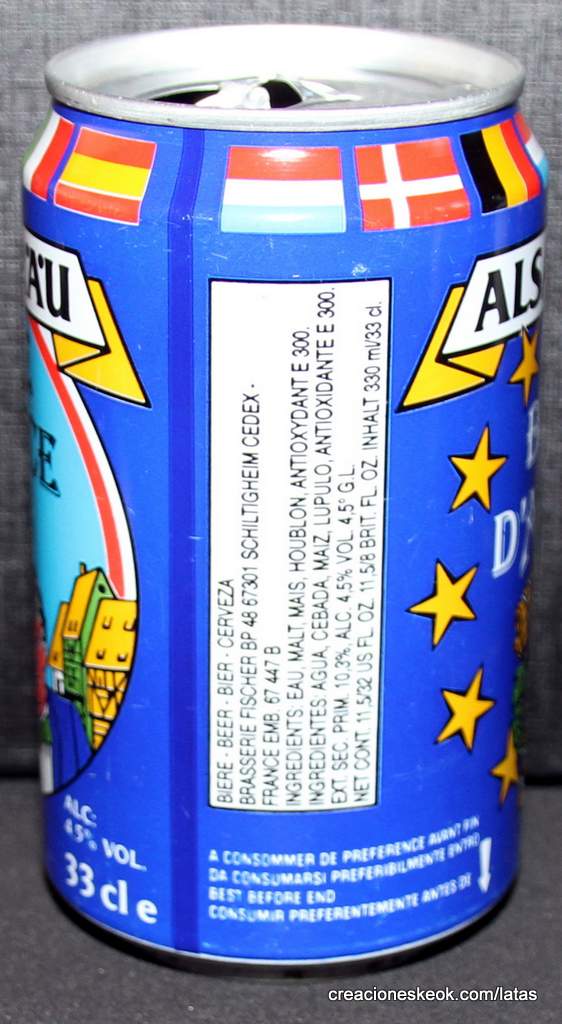 'ÄU
ALS
CE
D'
BIERE - BEER - BIER - CERVEZA
BRASSERIE FISCHER BP 48 67301 SCHILTIGHEIM CEDEX -
FRANCE EMB. 67 447 B
INGREDIENTS: EAU, MALT, MAIS, HOUBLON, ANTIOXYDANT E 300.
INGREDIENTES: AGUA, CEBADA, MAIZ, LUPULO, ANTIOXIDANTE E 300.
EXT. SEC. PRIM. 10,3%, ALC. 4,5% VOL. 4,5° G.L.
NET CONT. 11,5/32 US FL. OZ. 11,5/8 BRIT. FL. OZ. INHALT 330 ml/33 cl.
ALC:
4.5% VOL.
33 cl e
A CONSOMMER DE PREFERENCE AVANT FIN
DA CONSUMARSI PREFERIBILMENTE ENTRO
BEST BEFORE END
CONSUMIR PREFERENTEMENTE ANTES DE
creacioneskeok.com/latas